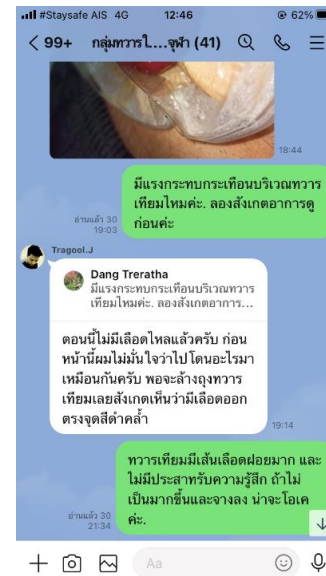 #Staysafe AIS 4G 12:46 62%
99+ กลุ่มทวารใ....จุฬา (41)
18:44
มีแรงกระทบกระเทือนบริเวณทวาร
เทียมไหมค่ะ. ลองสังเกตอาการดู
ก่อนค่ะ
อ่านแล้ว 30
19:03
Tragool.J
Dang Treratha
มีแรงกระทบกระเทือนบริเวณทวาร
เทียมไหมค่ะ. ลองสังเกตอาการ...
ตอนนี้ไม่มีเลือดไหลแล้วครับ ก่อน
หน้านี้ผมไม่มั่นใจว่าไปโดนอะไรมา
เหมือนกันครับ พอจะล้างถุงทวาร
เทียมเลยสังเกตเห็นว่ามีเลือดออก
ตรงจุดสีดำคล้ำ
19:14
ทวารเทียมมีเส้นเลือดฝอยมาก และ
ไม่มีประสาทรับความรู้สึก ถ้าไม่
เป็นมากขึ้นและจางลง น่าจะโอเค
ค่ะ.
อ่านแล้ว 30
21:34
Aa